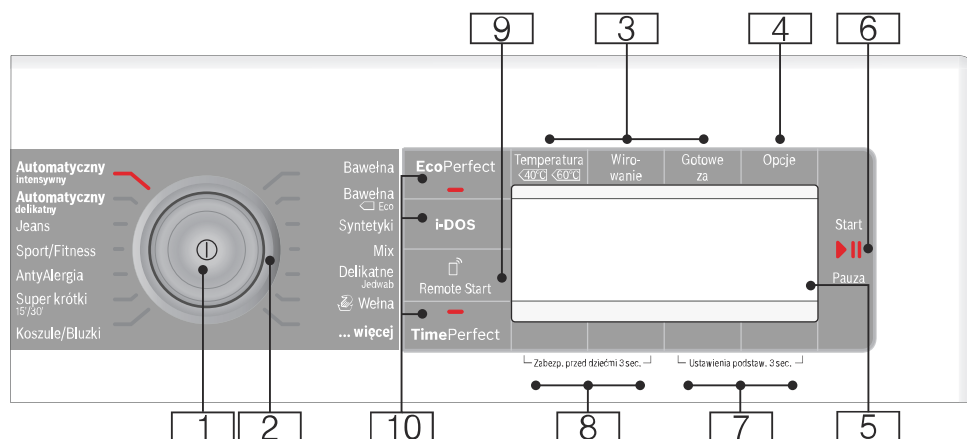 9
3
4
6
Automatyczny
intensywny
Automatyczny
delikatny
Jeans
Sport/Fitness
AntyAlergia
Super krótki
15'/30'
Koszule/Bluzki
Bawełna
Bawełna
Eco
Syntetyki
Mix
Delikatne
Jedwab
Wełna
... więcej
EcoPerfect
i-DOS
Remote Start
TimePerfect
Temperatura
40°C 60°C
Wiro-
wanie
Gotowe
za
Opcje
Start
Pauza
Zabezp. przed dziećmi 3 sec.
Ustawienia podstaw. 3 sec.
1
2
10
8
7
5